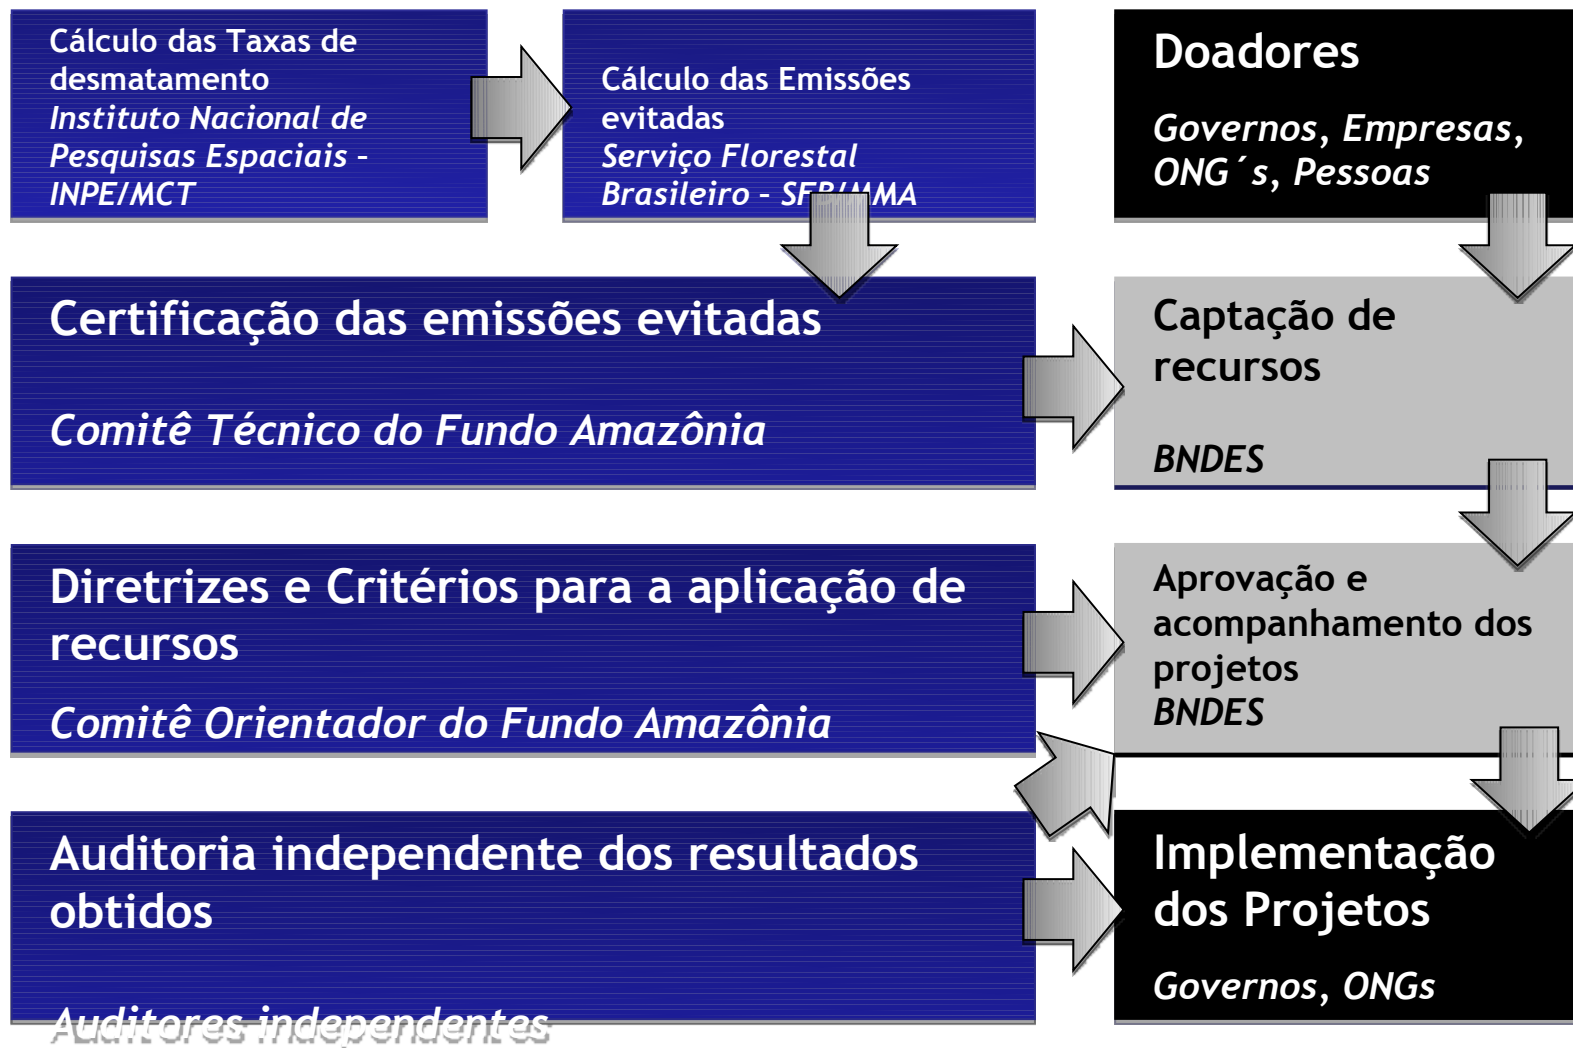 Cálculo das Taxas de
desmatamento
Instituto Nacional de
Pesquisas Espaciais –
INPE/MCT
Cálculo das Emissões
evitadas
Serviço Florestal
Brasileiro – SFB/MMA
Doadores
Governos, Empresas,
ONG´s, Pessoas
Certificação das emissões evitadas
Comitê Técnico do Fundo Amazônia
Captação de
recursos
BNDES
Diretrizes e Critérios para a aplicação de
recursos
Comitê Orientador do Fundo Amazônia
Aprovação e
acompanhamento dos
projetos
BNDES
Auditoria independente dos resultados
obtidos
Auditores independentes
Implementação
dos Projetos
Governos, ONGs